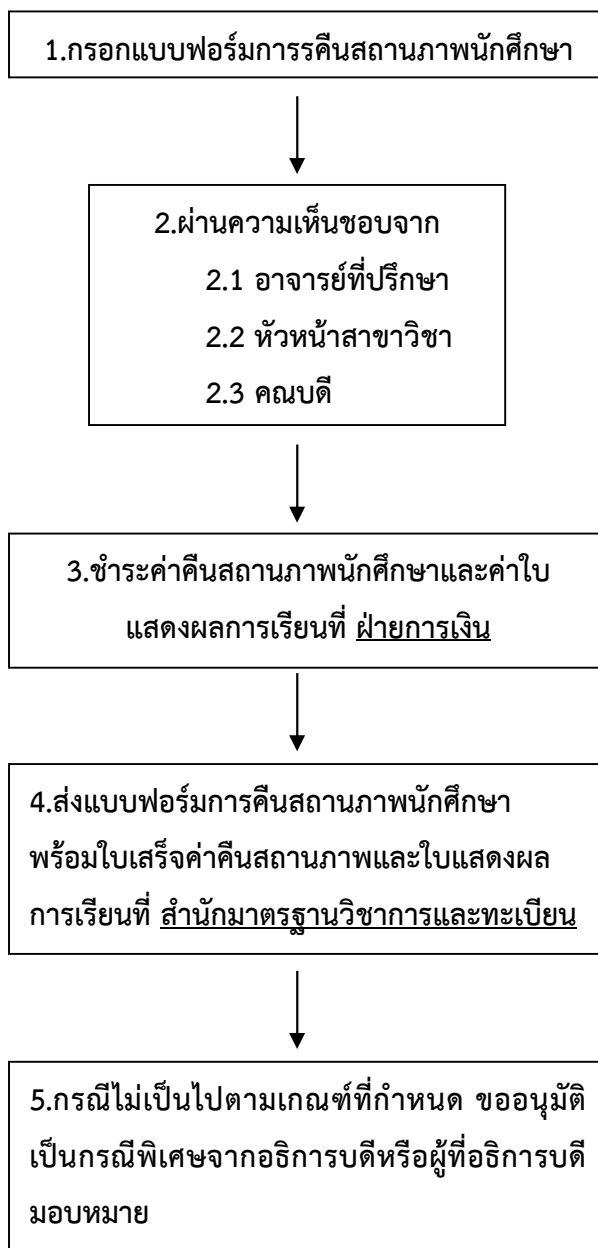 1.กรอกแบบฟอร์มการรคืนสถานภาพนักศึกษา
2.ผ่านความเห็นชอบจาก
2.1 อาจารย์ที่ปรึกษา
2.2 หัวหน้าสาขาวิชา
2.3 คณบดี
3.ชำระค่าคืนสถานภาพนักศึกษาและค่าใบ
แสดงผลการเรียนที่ ฝ่ายการเงิน
4.ส่งแบบฟอร์มการคืนสถานภาพนักศึกษา
พร้อมใบเสร็จค่าคืนสถานภาพและใบแสดงผล
การเรียนที่ สำนักมาตรฐานวิชาการและทะเบียน
5.กรณีไม่เป็นไปตามเกณฑ์ที่กำหนด ขออนุมัติ
เป็นกรณีพิเศษจากอธิการบดีหรือผู้ที่อธิการบดี
มอบหมาย